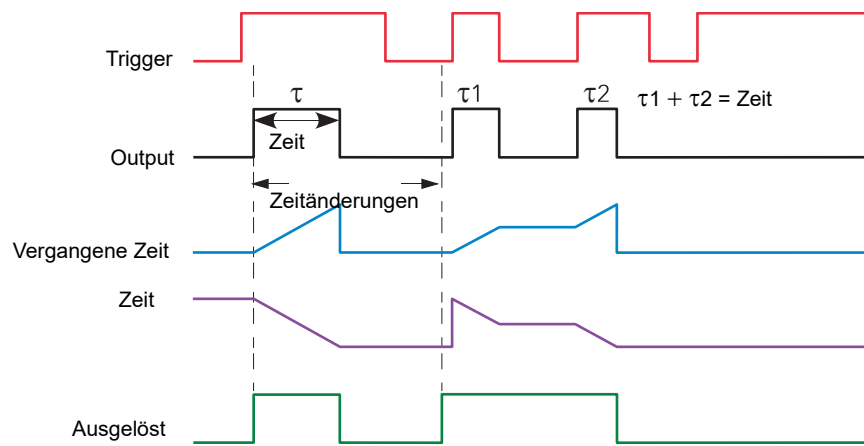 Trigger
τ
τ1
τ2
τ1 + τ2 = Zeit
Zeit
Output
Zeitänderungen
Vergangene Zeit
Zeit
Ausgelöst